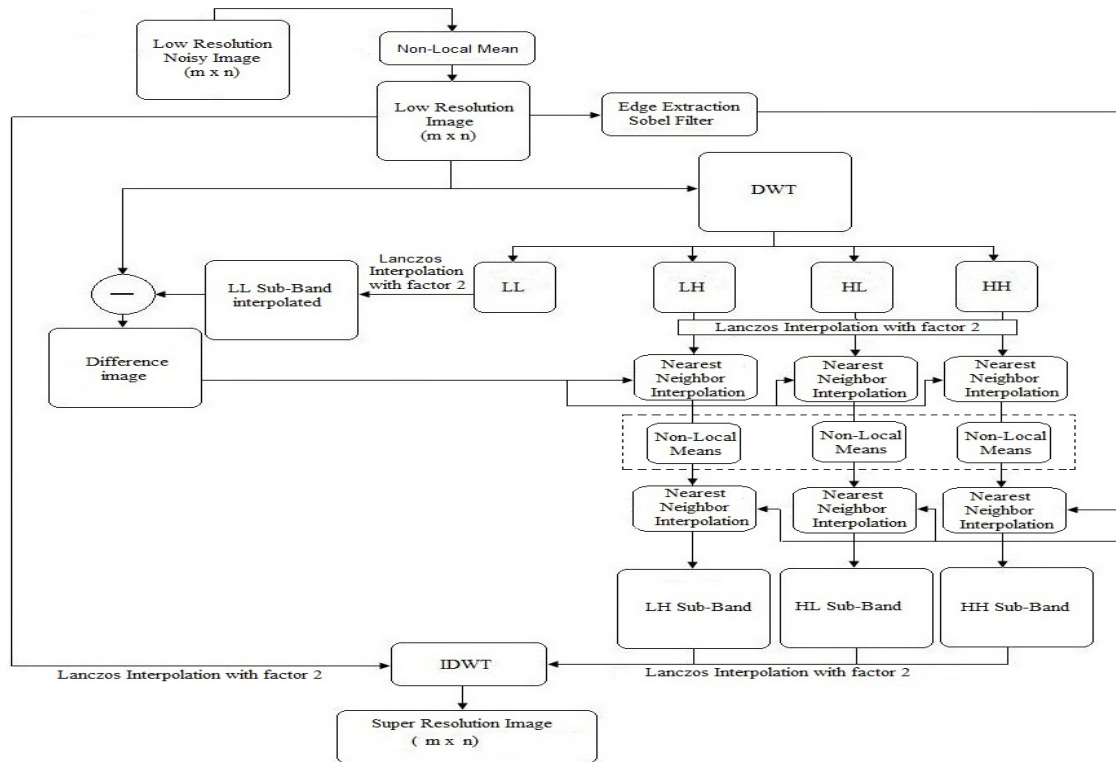 Low Resolution
Noisy Image
(m x n)
Non-Local Mean
Low Resolution
Image
(m x n)
Edge Extraction
Sobel Filter
DWT
Lanczos
Interpolation
with factor 2
LL Sub-Band
interpolated
LL
LH
HL
HH
Lanczos Interpolation with factor 2
Difference
image
Nearest
Neighbor
Interpolation
Nearest
Neighbor
Interpolation
Nearest
Neighbor
Interpolation
Non-Local
Means
Non-Local
Means
Non-Local
Means
Nearest
Neighbor
Interpolation
Nearest
Neighbor
Interpolation
Nearest
Neighbor
Interpolation
LH Sub-Band
HL Sub-Band
HH Sub-Band
IDWT
Lanczos Interpolation with factor 2
Lanczos Interpolation with factor 2
Super Resolution Image
( m x n)